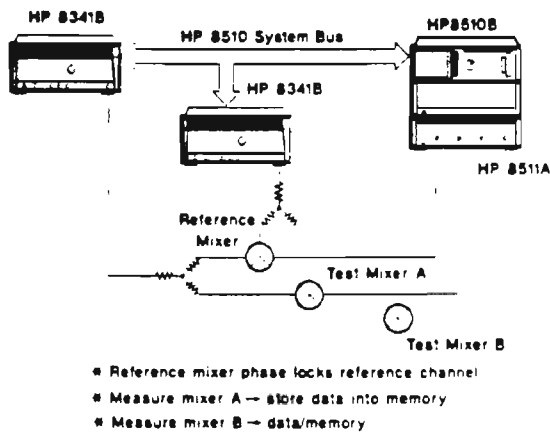 HP 8341B
HP 8510 System Bus
HP8510B
HP 8341B
HP 8511A
Reference
Mixer
Test Mixer A
Test Mixer B
* Reference mixer phase locks reference channel
* Measure mixer A → store data into memory
* Measure mixer B → data/memory